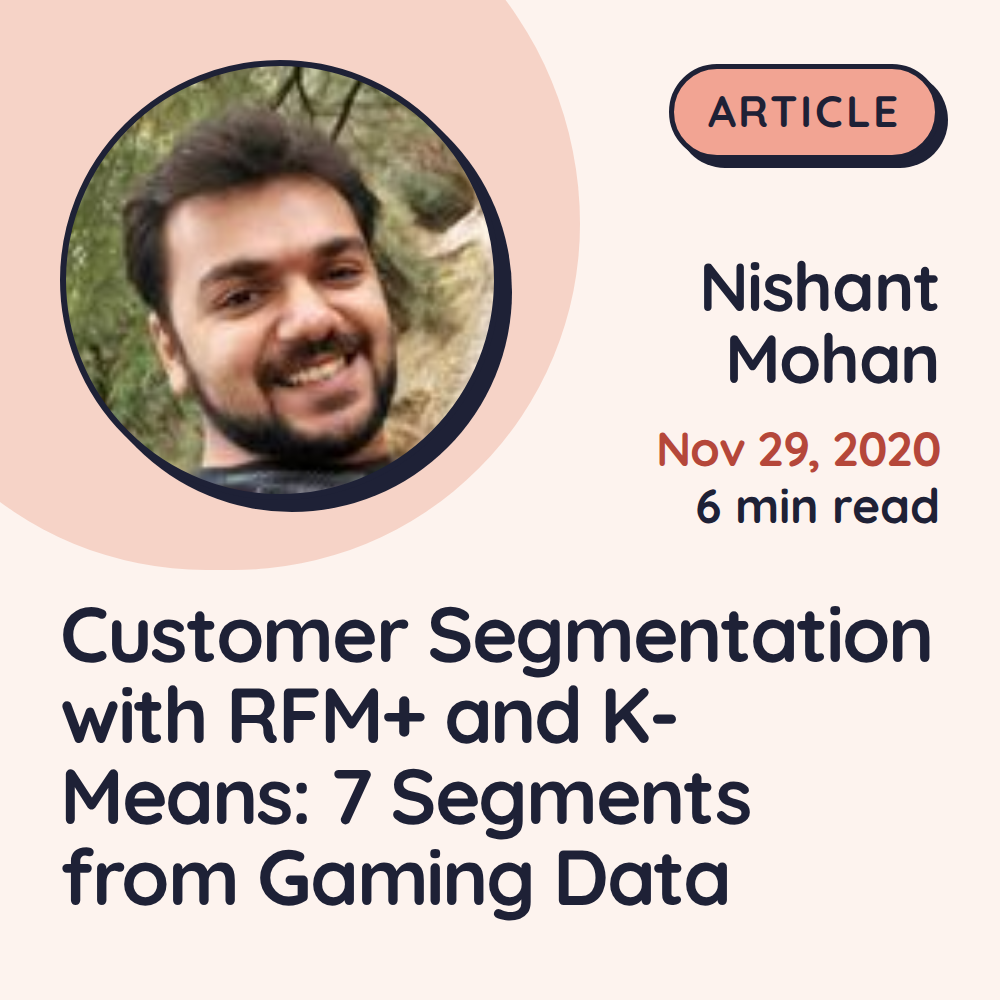 ARTICLE
Nishant
Mohan
Nov 29, 2020
6 min read
Customer Segmentation
with RFM+ and K-
Means: 7 Segments
from Gaming Data